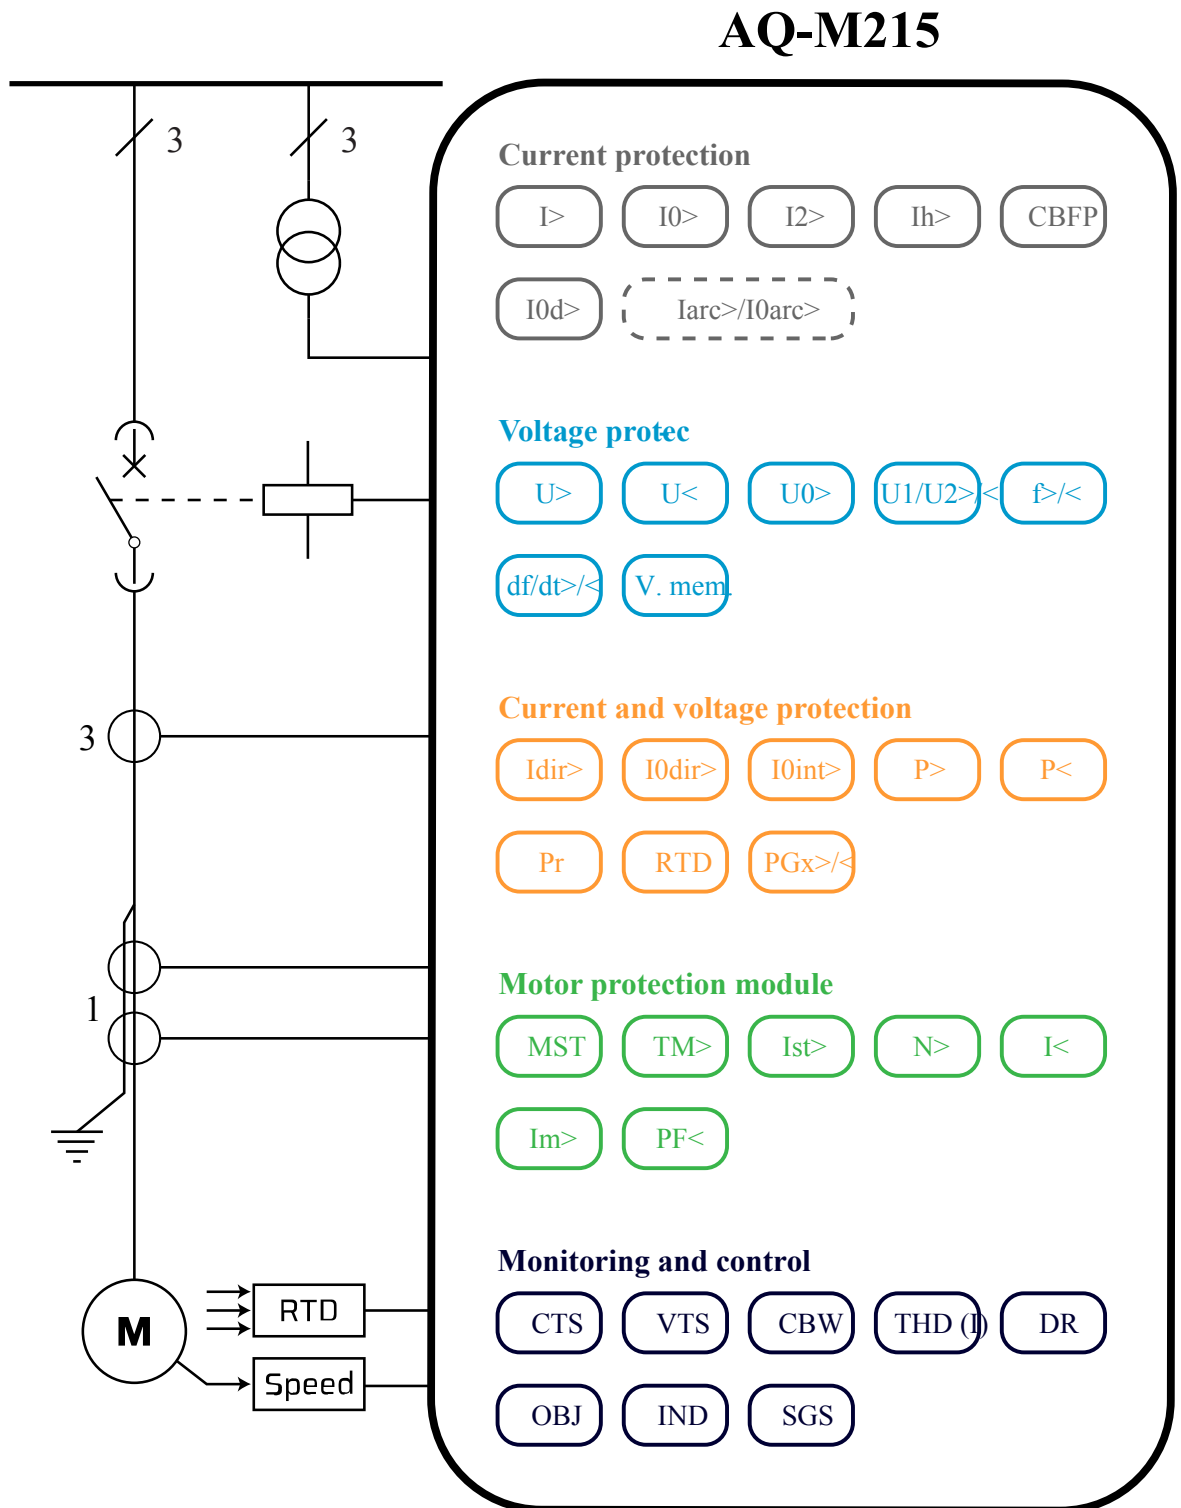 AQ-M215
3 3
Current protection
I> I0> I2> Ih> CBFP
I0d> Iarc>/I0arc>
Voltage protec-
U> U< U0> U1/U2>/< f>/<
df/dt>/< V. mem.
3
Current and voltage protection
Idir> I0dir> I0int> P> P<
Pr RTD PGx>/<
1
Motor protection module
MST TM> Ist> N> I<
Im> PF<
Monitoring and control
M RTD
CTS VTS CBW THD (I) DR
Speed
OBJ IND SGS